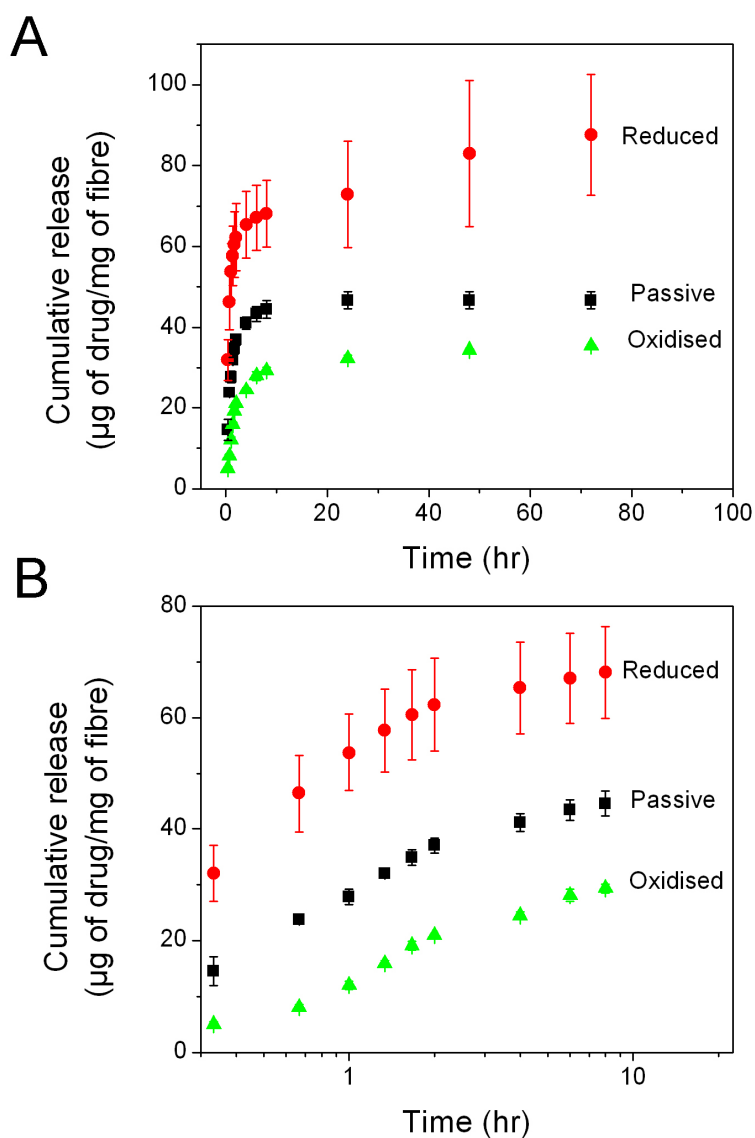 A
100
80
60
40
20
0
Cumulative release
(µg of drug/mg of fibre)
Reduced
Passive
Oxidised
0 20 40 60 80 100
Time (hr)
B
80
60
40
20
0
Cumulative release
(µg of drug/mg of fibre)
Reduced
Passive
Oxidised
1 10
Time (hr)